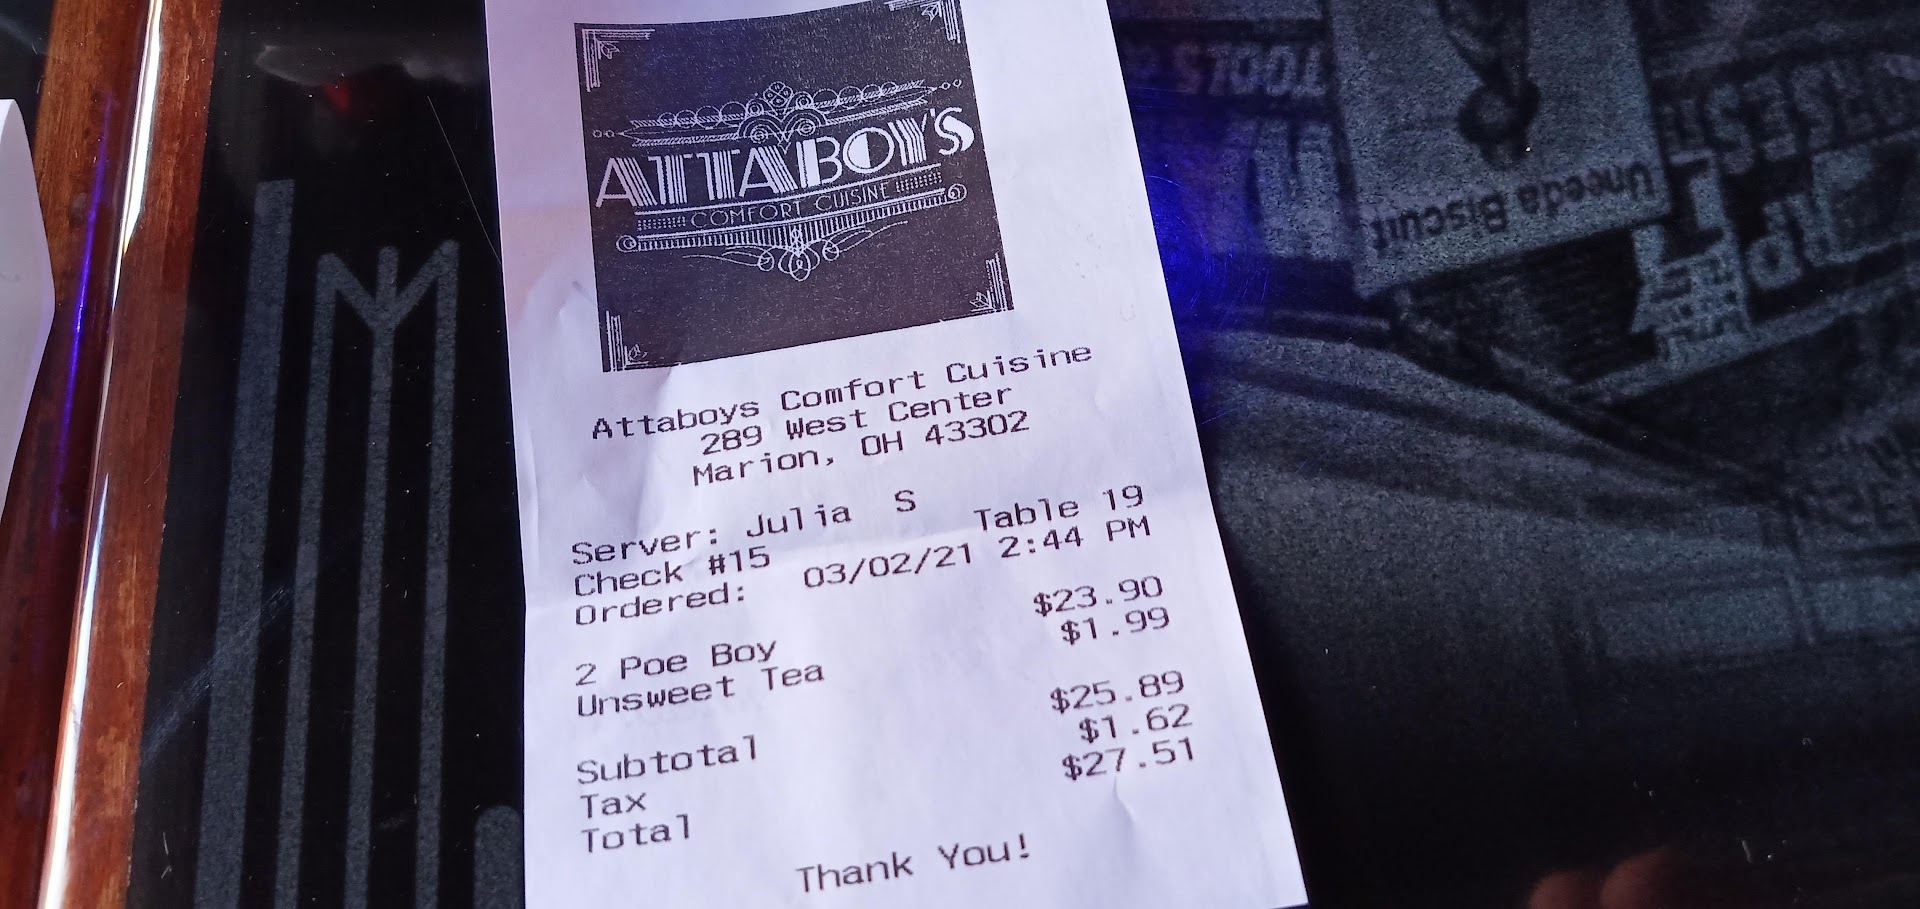 ATTABOY'S
COMFORT CUISINE
Attaboys Comfort Cuisine
289 West Center
Marion, OH 43302
Server: Julia S
Check #15 Table 19
Ordered: 03/02/21 2:44 PM
2 Poe Boy $23.90
Unsweet Tea $1.99
Subtotal $25.89
Tax $1.62
Total $27.51
Thank You!
TOOLS
Uneeda Biscuit